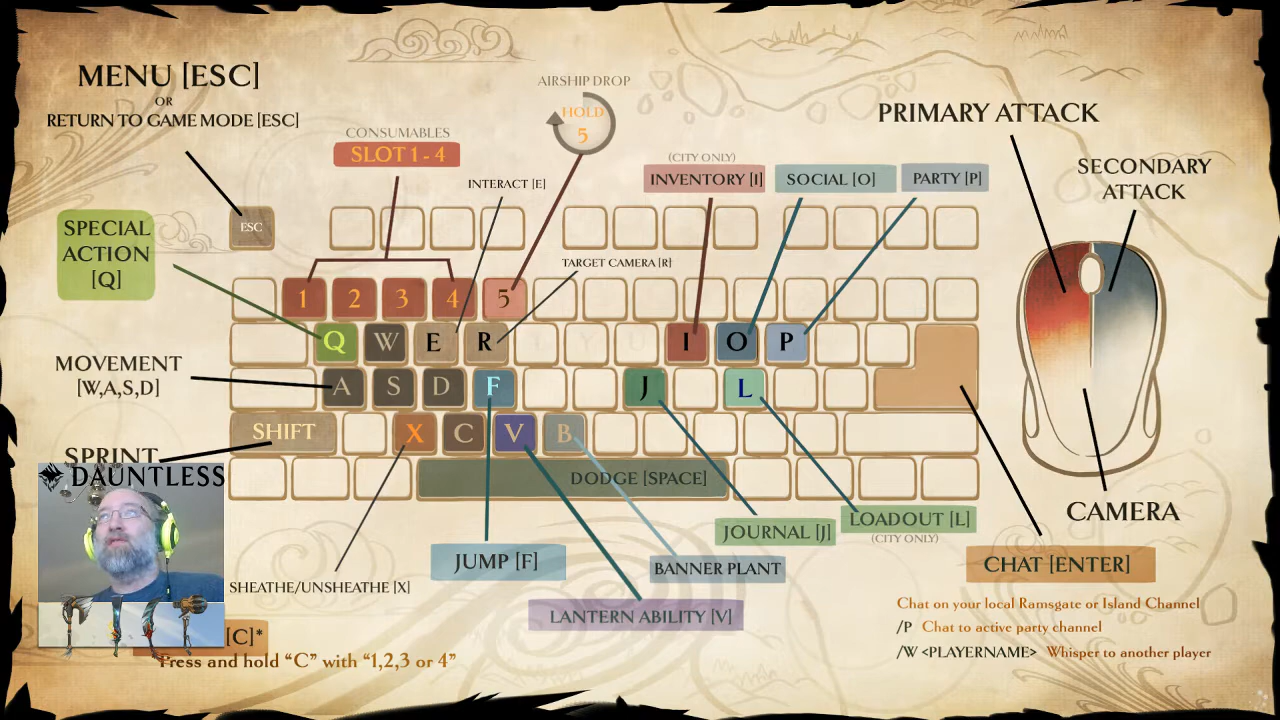 MENU [ESC]
OR
RETURN TO GAME MODE [ESC]
AIRSHIP DROP
HOLD
5
CONSUMABLES
SLOT 1 - 4
INTERACT [E]
(CITY ONLY)
INVENTORY [I]
SOCIAL [O]
PARTY [P]
PRIMARY ATTACK
SECONDARY
ATTACK
SPECIAL
ACTION
[Q]
ESC
TARGET CAMERA [R]
1 2 3 4 5
Q W E R T Y U I O P
MOVEMENT
[W,A,S,D]
A S D F J L
SPRINT
SHIFT X C V B
DAUNTLESS
DODGE [SPACE]
CAMERA
JOURNAL [J]
LOADOUT [L]
(CITY ONLY)
SHEATHE/UNSHEATHE [X]
JUMP [F]
BANNER PLANT
CHAT [ENTER]
LANTERN ABILITY [V]
Chat on your local Ramsgate or Island Channel
/P Chat to active party channel
/W <PLAYERNAME> Whisper to another player
[C]*
Press and hold “C” with “1,2,3 or 4”